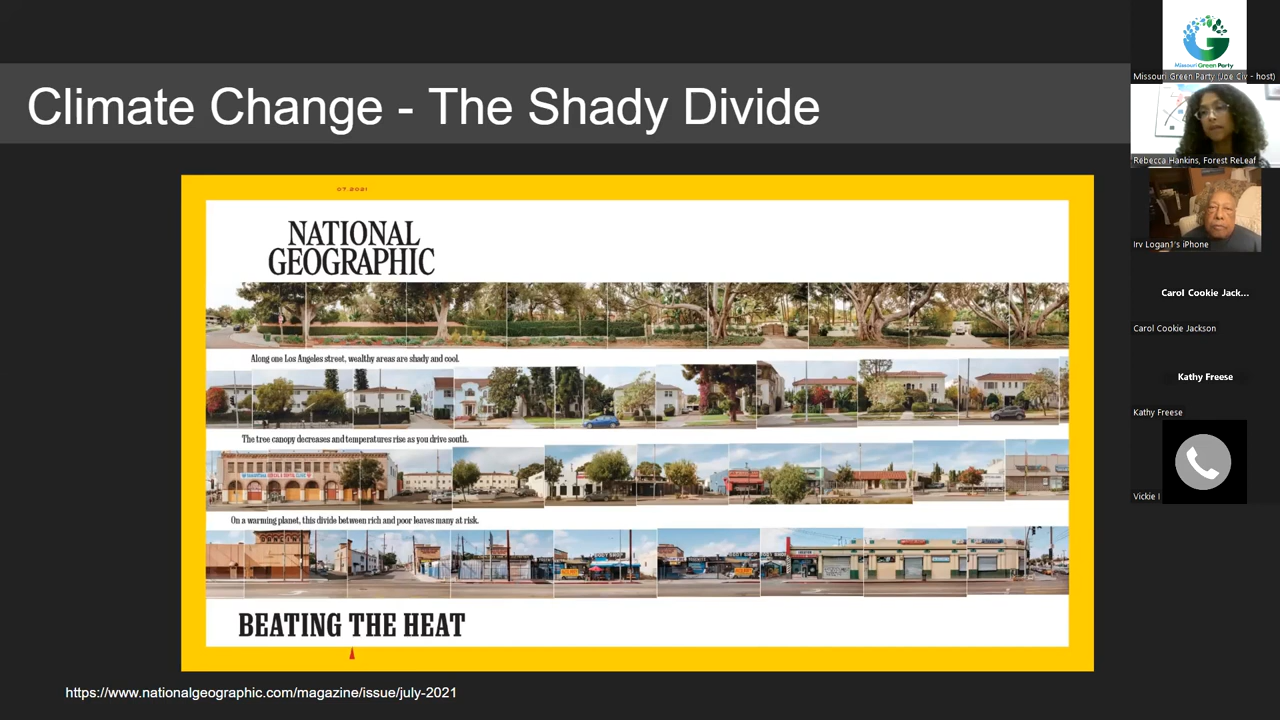 Climate Change - The Shady Divide
07.2021
NATIONAL
GEOGRAPHIC
Along one Los Angeles street, wealthy areas are shady and cool.
The tree canopy decreases and temperatures rise as you drive south.
On a warming planet, this divide between rich and poor leaves many at risk.
BEATING THE HEAT
https://www.nationalgeographic.com/magazine/issue/july-2021
G
Missouri Green Party
Missouri Green Party (Joe Civ - host)
Rebecca Hankins, Forest ReLeaf
Irv Logan1's iPhone
Carol Cookie Jack...
Carol Cookie Jackson
Kathy Freese
Kathy Freese
Vickie I